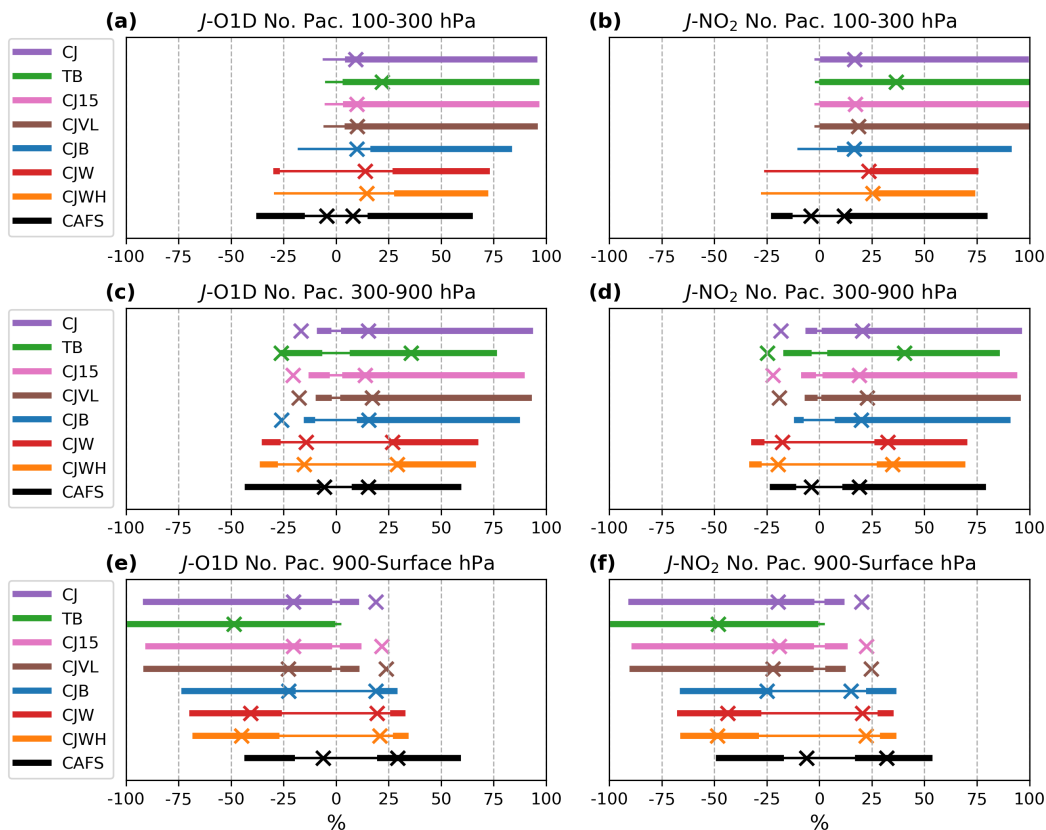 (a) J-O1D No. Pac. 100-300 hPa
(b) J-NO₂ No. Pac. 100-300 hPa
CJ
TB
CJ15
CJVL
CJB
CJW
CJWH
CAFS
-100 -75 -50 -25 0 25 50 75 100
-100 -75 -50 -25 0 25 50 75 100
(c) J-O1D No. Pac. 300-900 hPa
(d) J-NO₂ No. Pac. 300-900 hPa
CJ
TB
CJ15
CJVL
CJB
CJW
CJWH
CAFS
-100 -75 -50 -25 0 25 50 75 100
-100 -75 -50 -25 0 25 50 75 100
(e) J-O1D No. Pac. 900-Surface hPa
(f) J-NO₂ No. Pac. 900-Surface hPa
CJ
TB
CJ15
CJVL
CJB
CJW
CJWH
CAFS
-100 -75 -50 -25 0 25 50 75 100
-100 -75 -50 -25 0 25 50 75 100
%
%